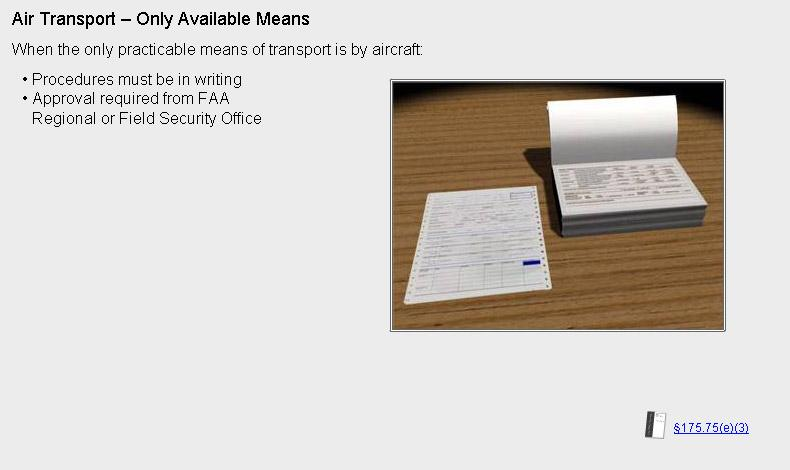 Air Transport – Only Available Means
When the only practicable means of transport is by aircraft:
• Procedures must be in writing
• Approval required from FAA
Regional or Field Security Office
§175.75(e)(3)